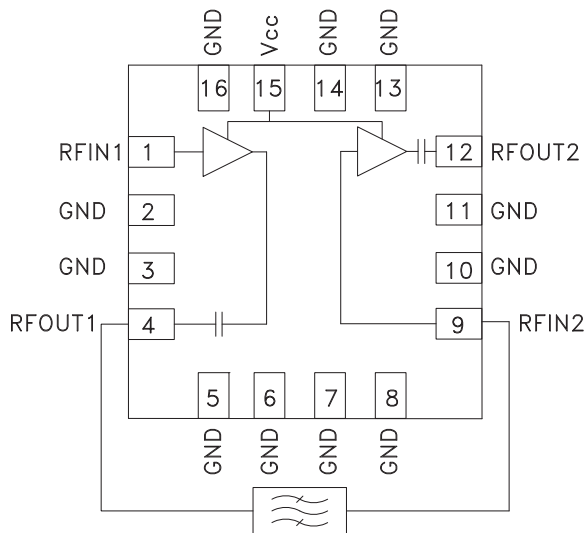 GND Vcc GND GND
16 15 14 13
RFIN1 1 12 RFOUT2
GND 2 11 GND
GND 3 10 GND
RFOUT1 4 9 RFIN2
5 6 7 8
GND GND GND GND